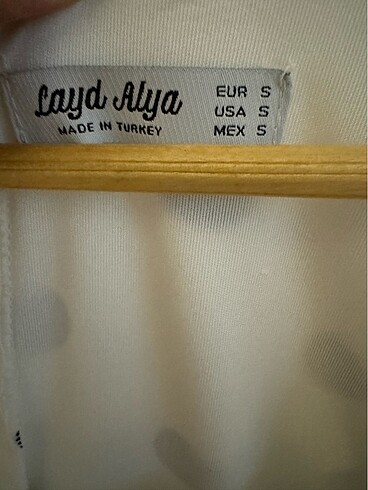 Layd Alya
MADE IN TURKEY
EUR S
USA S
MEX S